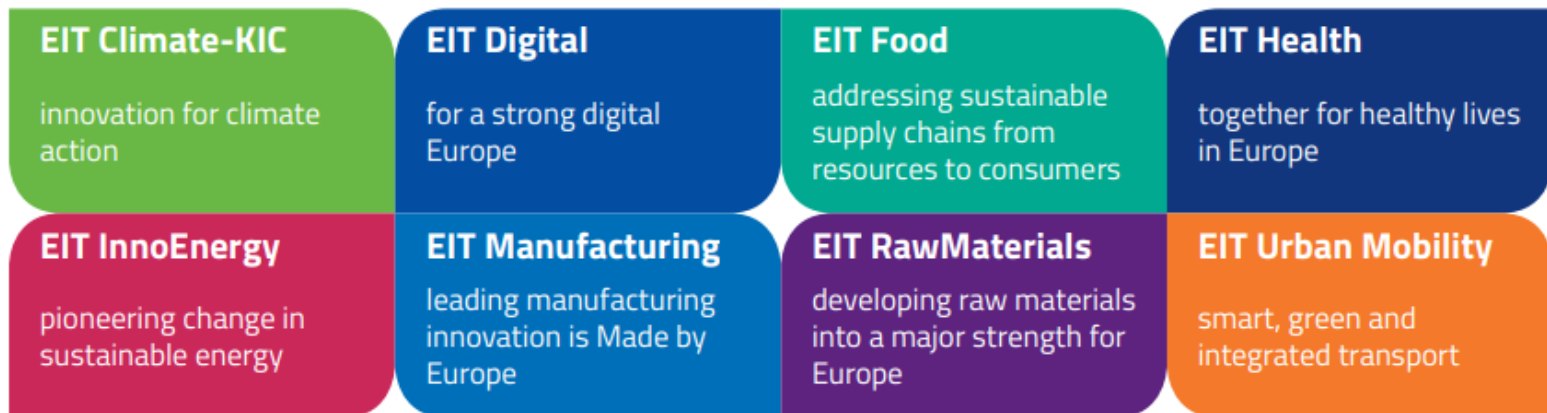 EIT Climate-KIC
innovation for climate
action
EIT Digital
for a strong digital
Europe
EIT Food
addressing sustainable
supply chains from
resources to consumers
EIT Health
together for healthy lives
in Europe
EIT InnoEnergy
pioneering change in
sustainable energy
EIT Manufacturing
leading manufacturing
innovation is Made by
Europe
EIT RawMaterials
developing raw materials
into a major strength for
Europe
EIT Urban Mobility
smart, green and
integrated transport